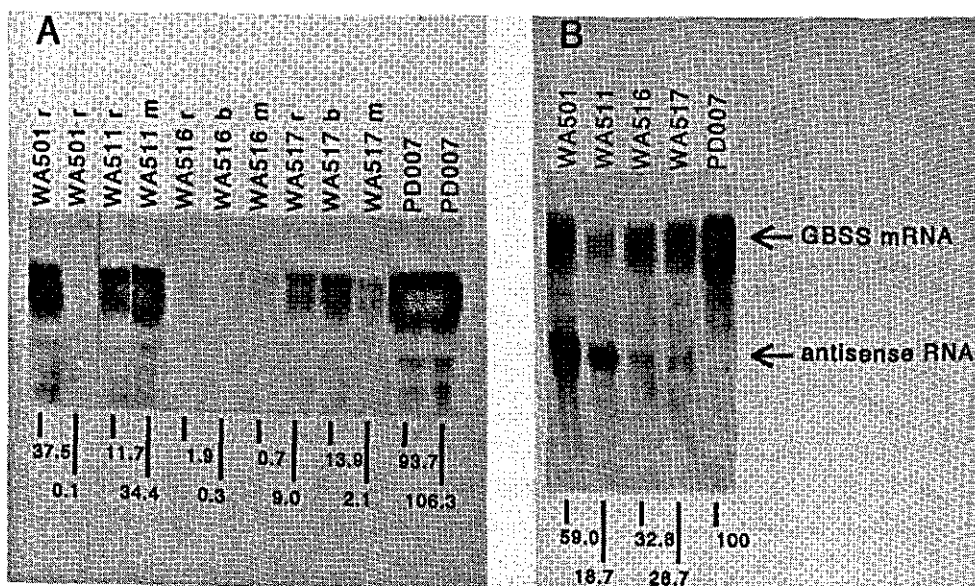 A
WA501 r
WA501 r
WA511 r
WA511 m
WA516 r
WA516 b
WA516 m
WA517 r
WA517 b
WA517 m
PD007
PD007
37.5
0.1
11.7
34.4
1.9
0.3
0.7
9.0
13.9
2.1
93.7
106.3
B
WA501
WA511
WA516
WA517
PD007
GBSS mRNA
antisense RNA
59.0
18.7
32.8
28.7
100